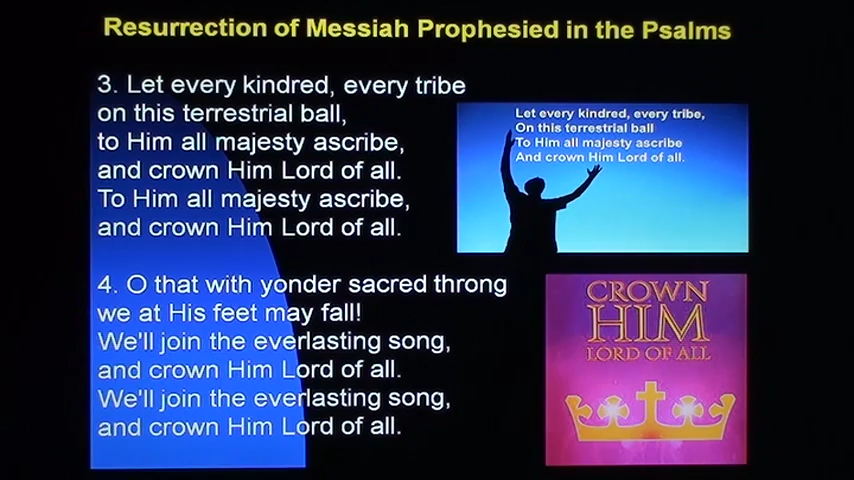 Resurrection of Messiah Prophesied in the Psalms
3. Let every kindred, every tribe
on this terrestrial ball,
to Him all majesty ascribe,
and crown Him Lord of all.
To Him all majesty ascribe,
and crown Him Lord of all.
4. O that with yonder sacred throng
we at His feet may fall!
We'll join the everlasting song,
and crown Him Lord of all.
We'll join the everlasting song,
and crown Him Lord of all.
Let every kindred, every tribe,
On this terrestrial ball
To Him all majesty ascribe
And crown Him Lord of all.
CROWN
HIM
LORD OF ALL